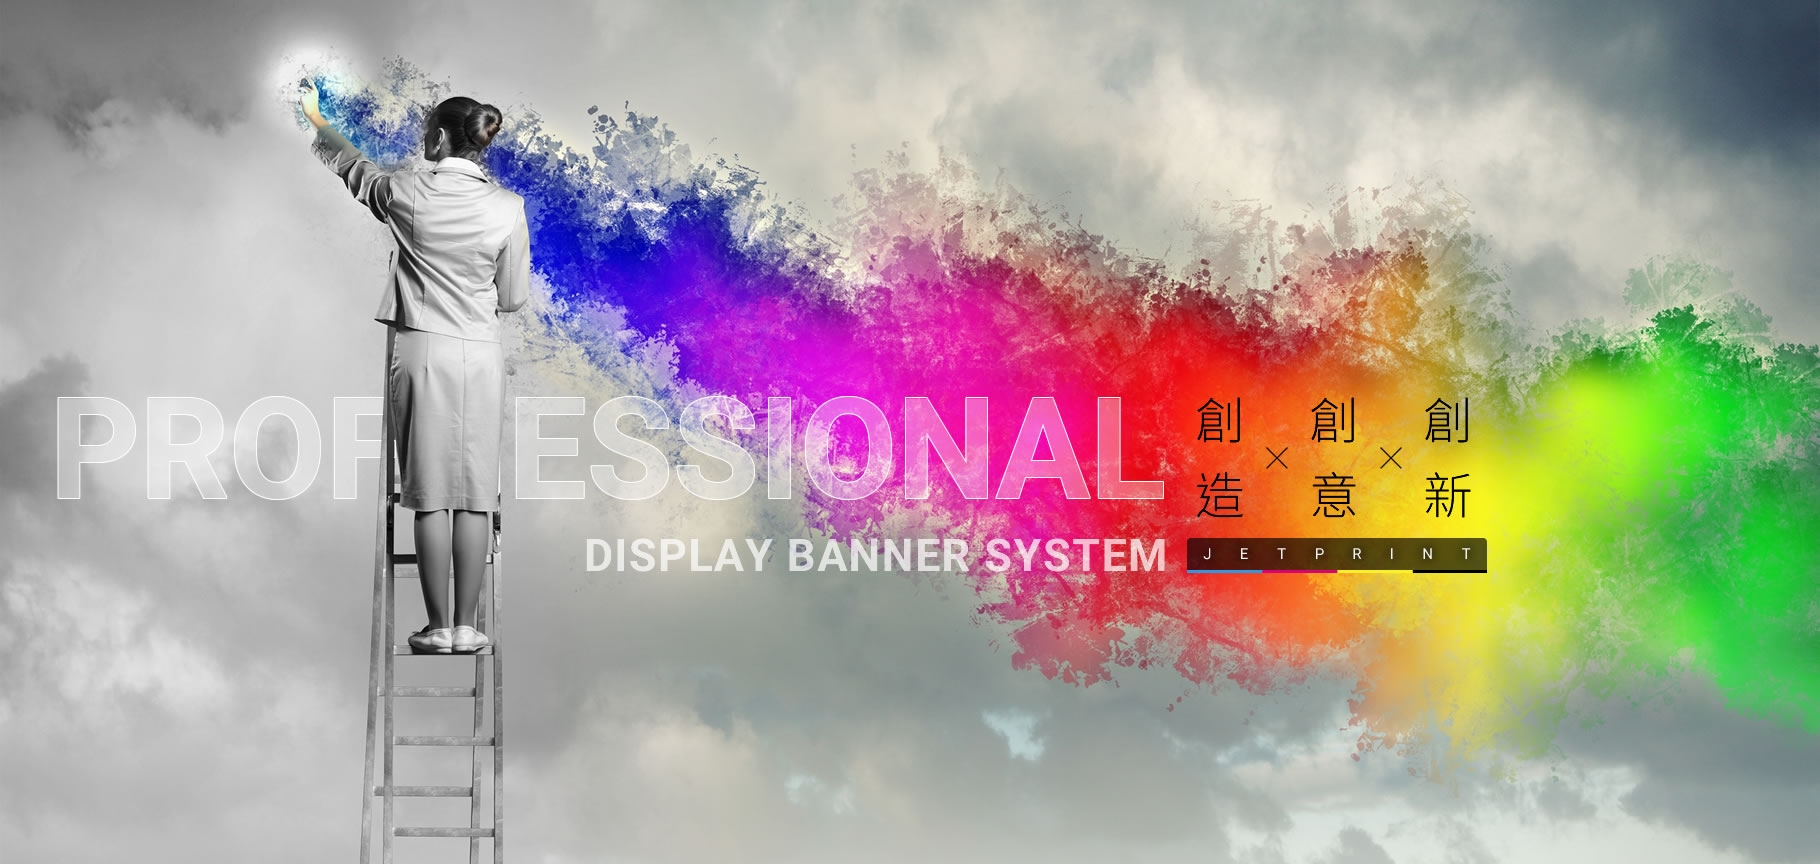 PROFESSIONAL
DISPLAY BANNER SYSTEM
創造×創意×創新
JETPRINT